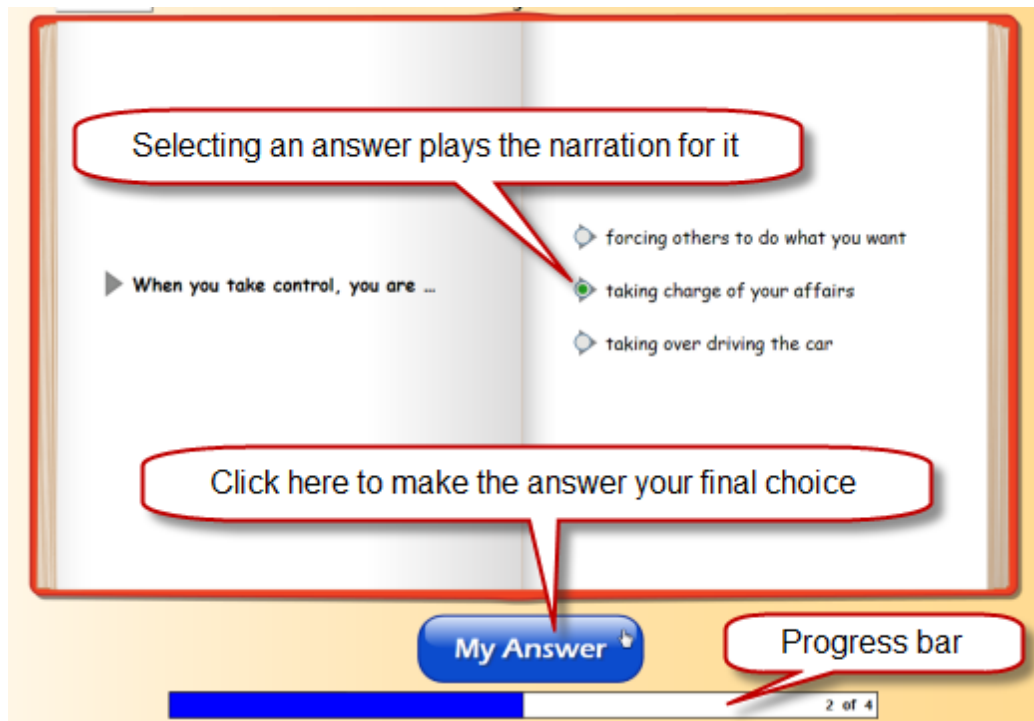 Selecting an answer plays the narration for it
When you take control, you are …
forcing others to do what you want
taking charge of your affairs
taking over driving the car
Click here to make the answer your final choice
My Answer
Progress bar
2 of 4